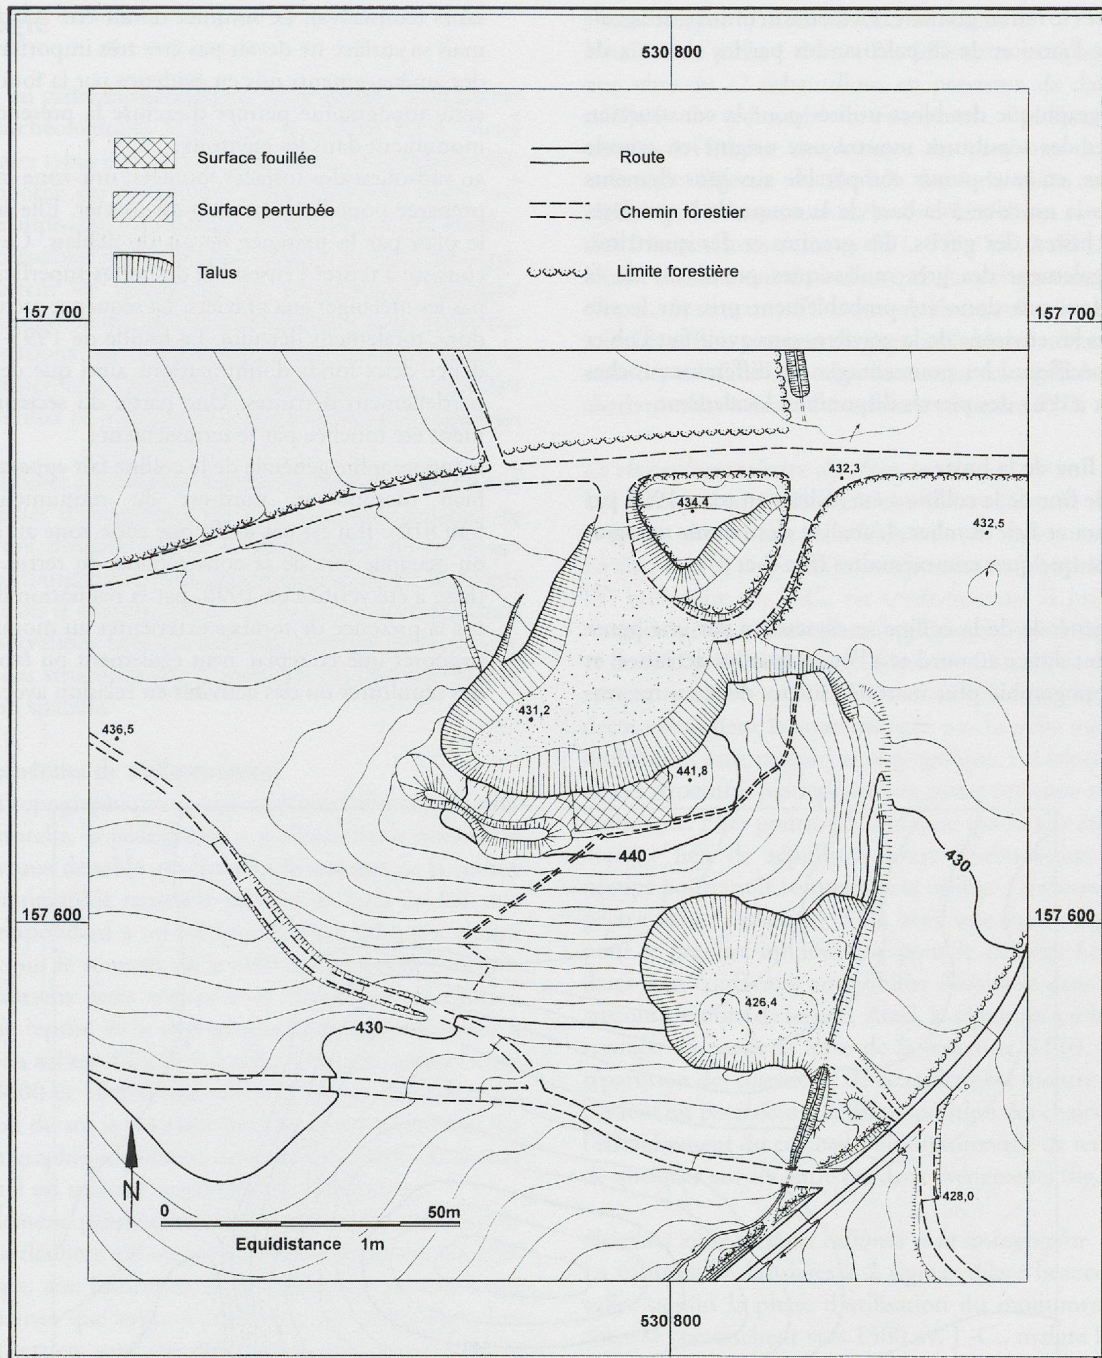 530 800
Surface fouillée
Route
Surface perturbée
Chemin forestier
Talus
Limite forestière
157 700
157 700
432,3
434,4
432,5
431,2
436,5
441,8
440
430
157 600
157 600
426,4
430
428,0
N
0
50m
Equidistance 1m
530 800